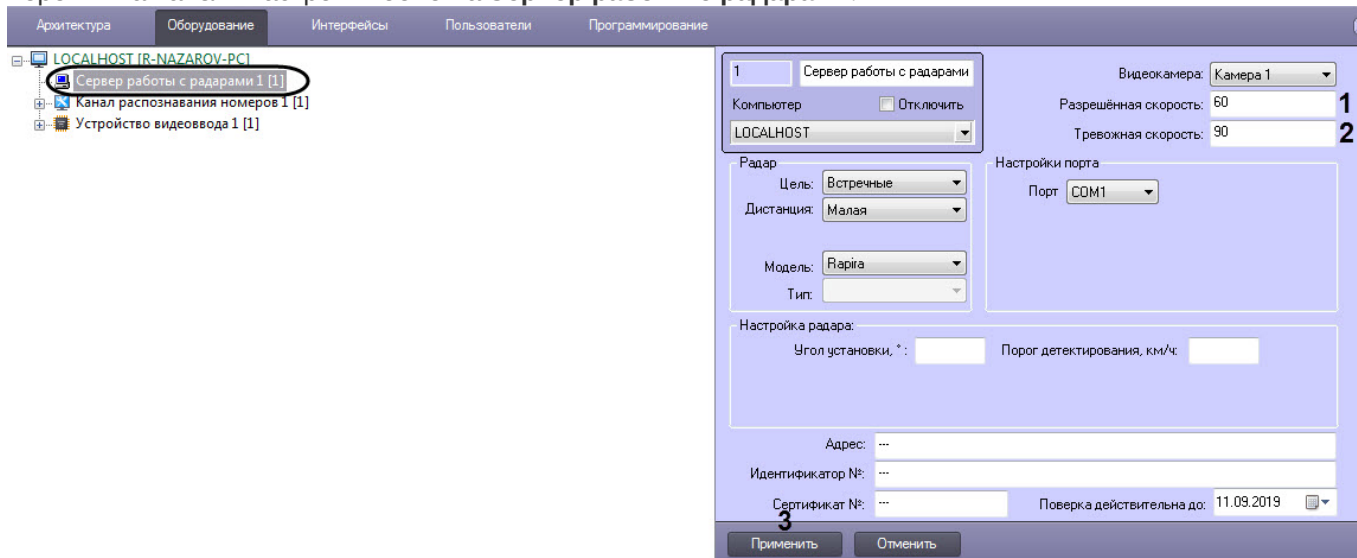 Архитектура Оборудование Интерфейсы Пользователи Программирование
LOCALHOST [R-NAZAROV-PC]
Сервер работы с радарами 1 [1]
Канал распознавания номеров 1 [1]
Устройство видеоввода 1 [1]
1 Сервер работы с радарами
Компьютер Отключить
LOCALHOST
Видеокамера: Камера 1
Разрешённая скорость: 60 1
Тревожная скорость: 90 2
Радар
Цель: Встречные
Дистанция: Малая
Модель: Rapira
Тип:
Настройки порта
Порт COM1
Настройка радара:
Угол установки, °: Порог детектирования, км/ч:
Адрес: ---
Идентификатор №: ---
Сертификат №: --- Поверка действительна до: 11.09.2019
3
Применить Отменить